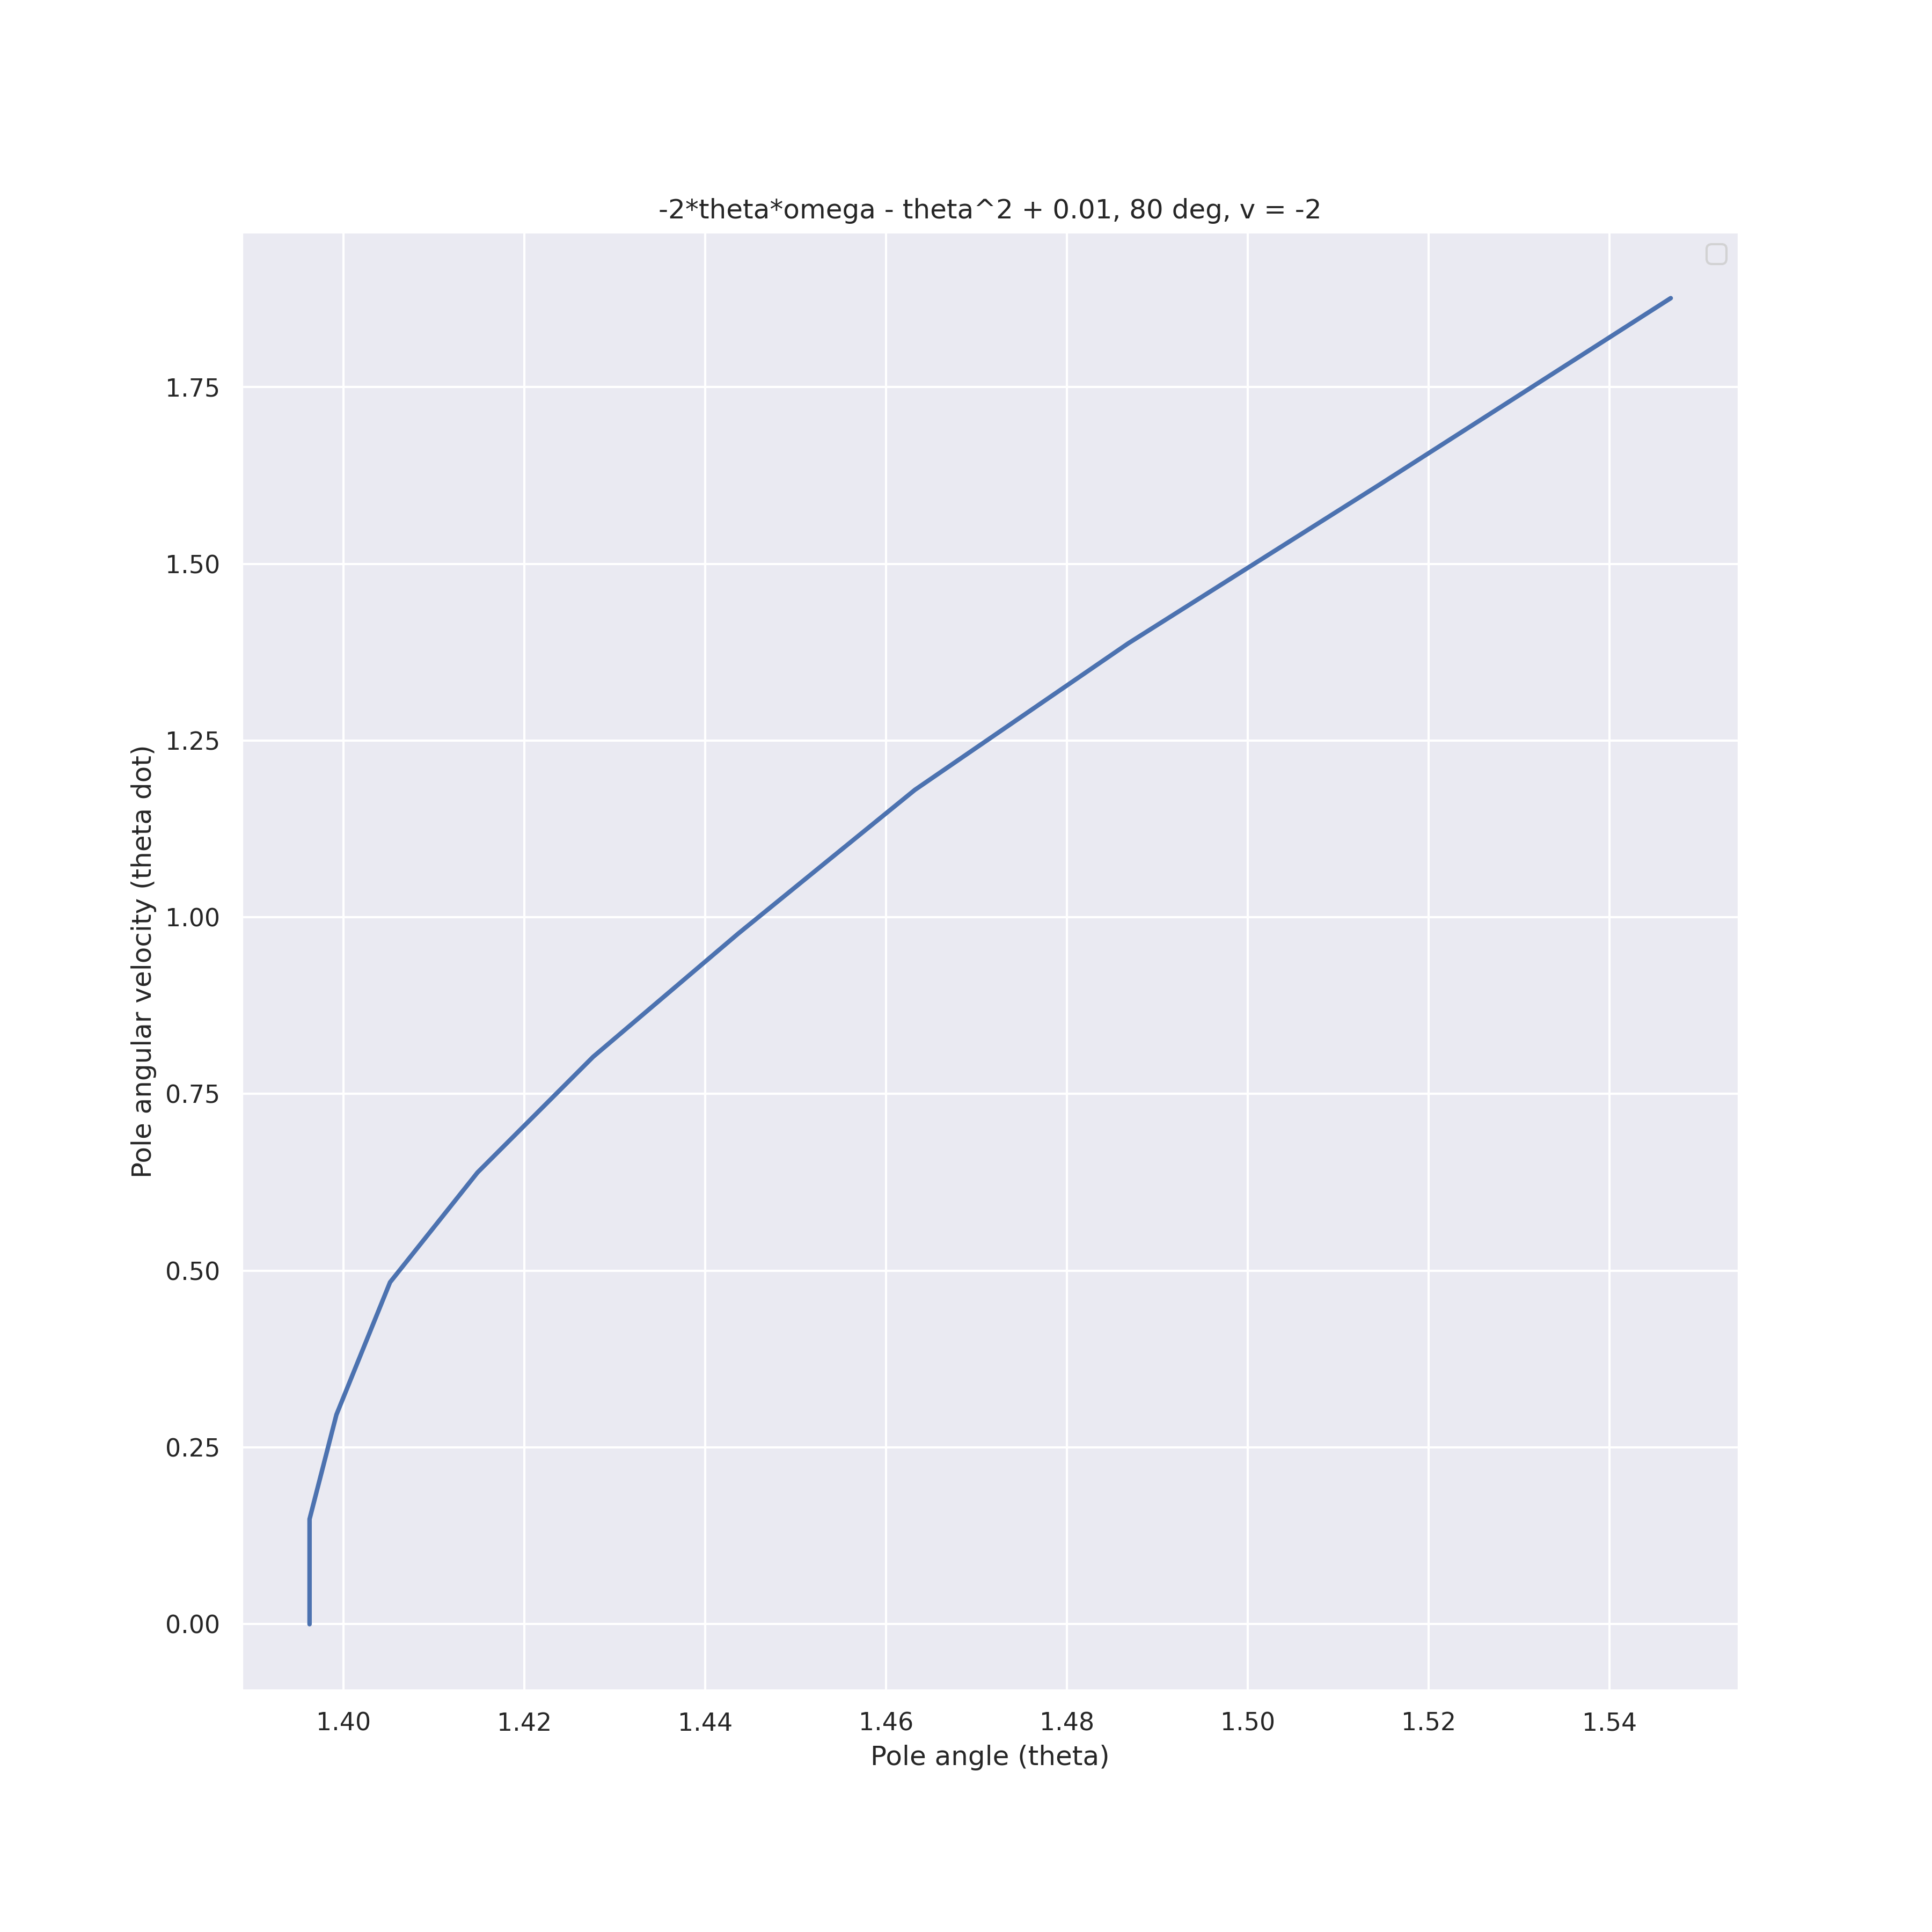 -2*theta*omega - theta^2 + 0.01, 80 deg, v = -2
Pole angular velocity (theta dot)
1.75
1.50
1.25
1.00
0.75
0.50
0.25
0.00
1.40 1.42 1.44 1.46 1.48 1.50 1.52 1.54
Pole angle (theta)